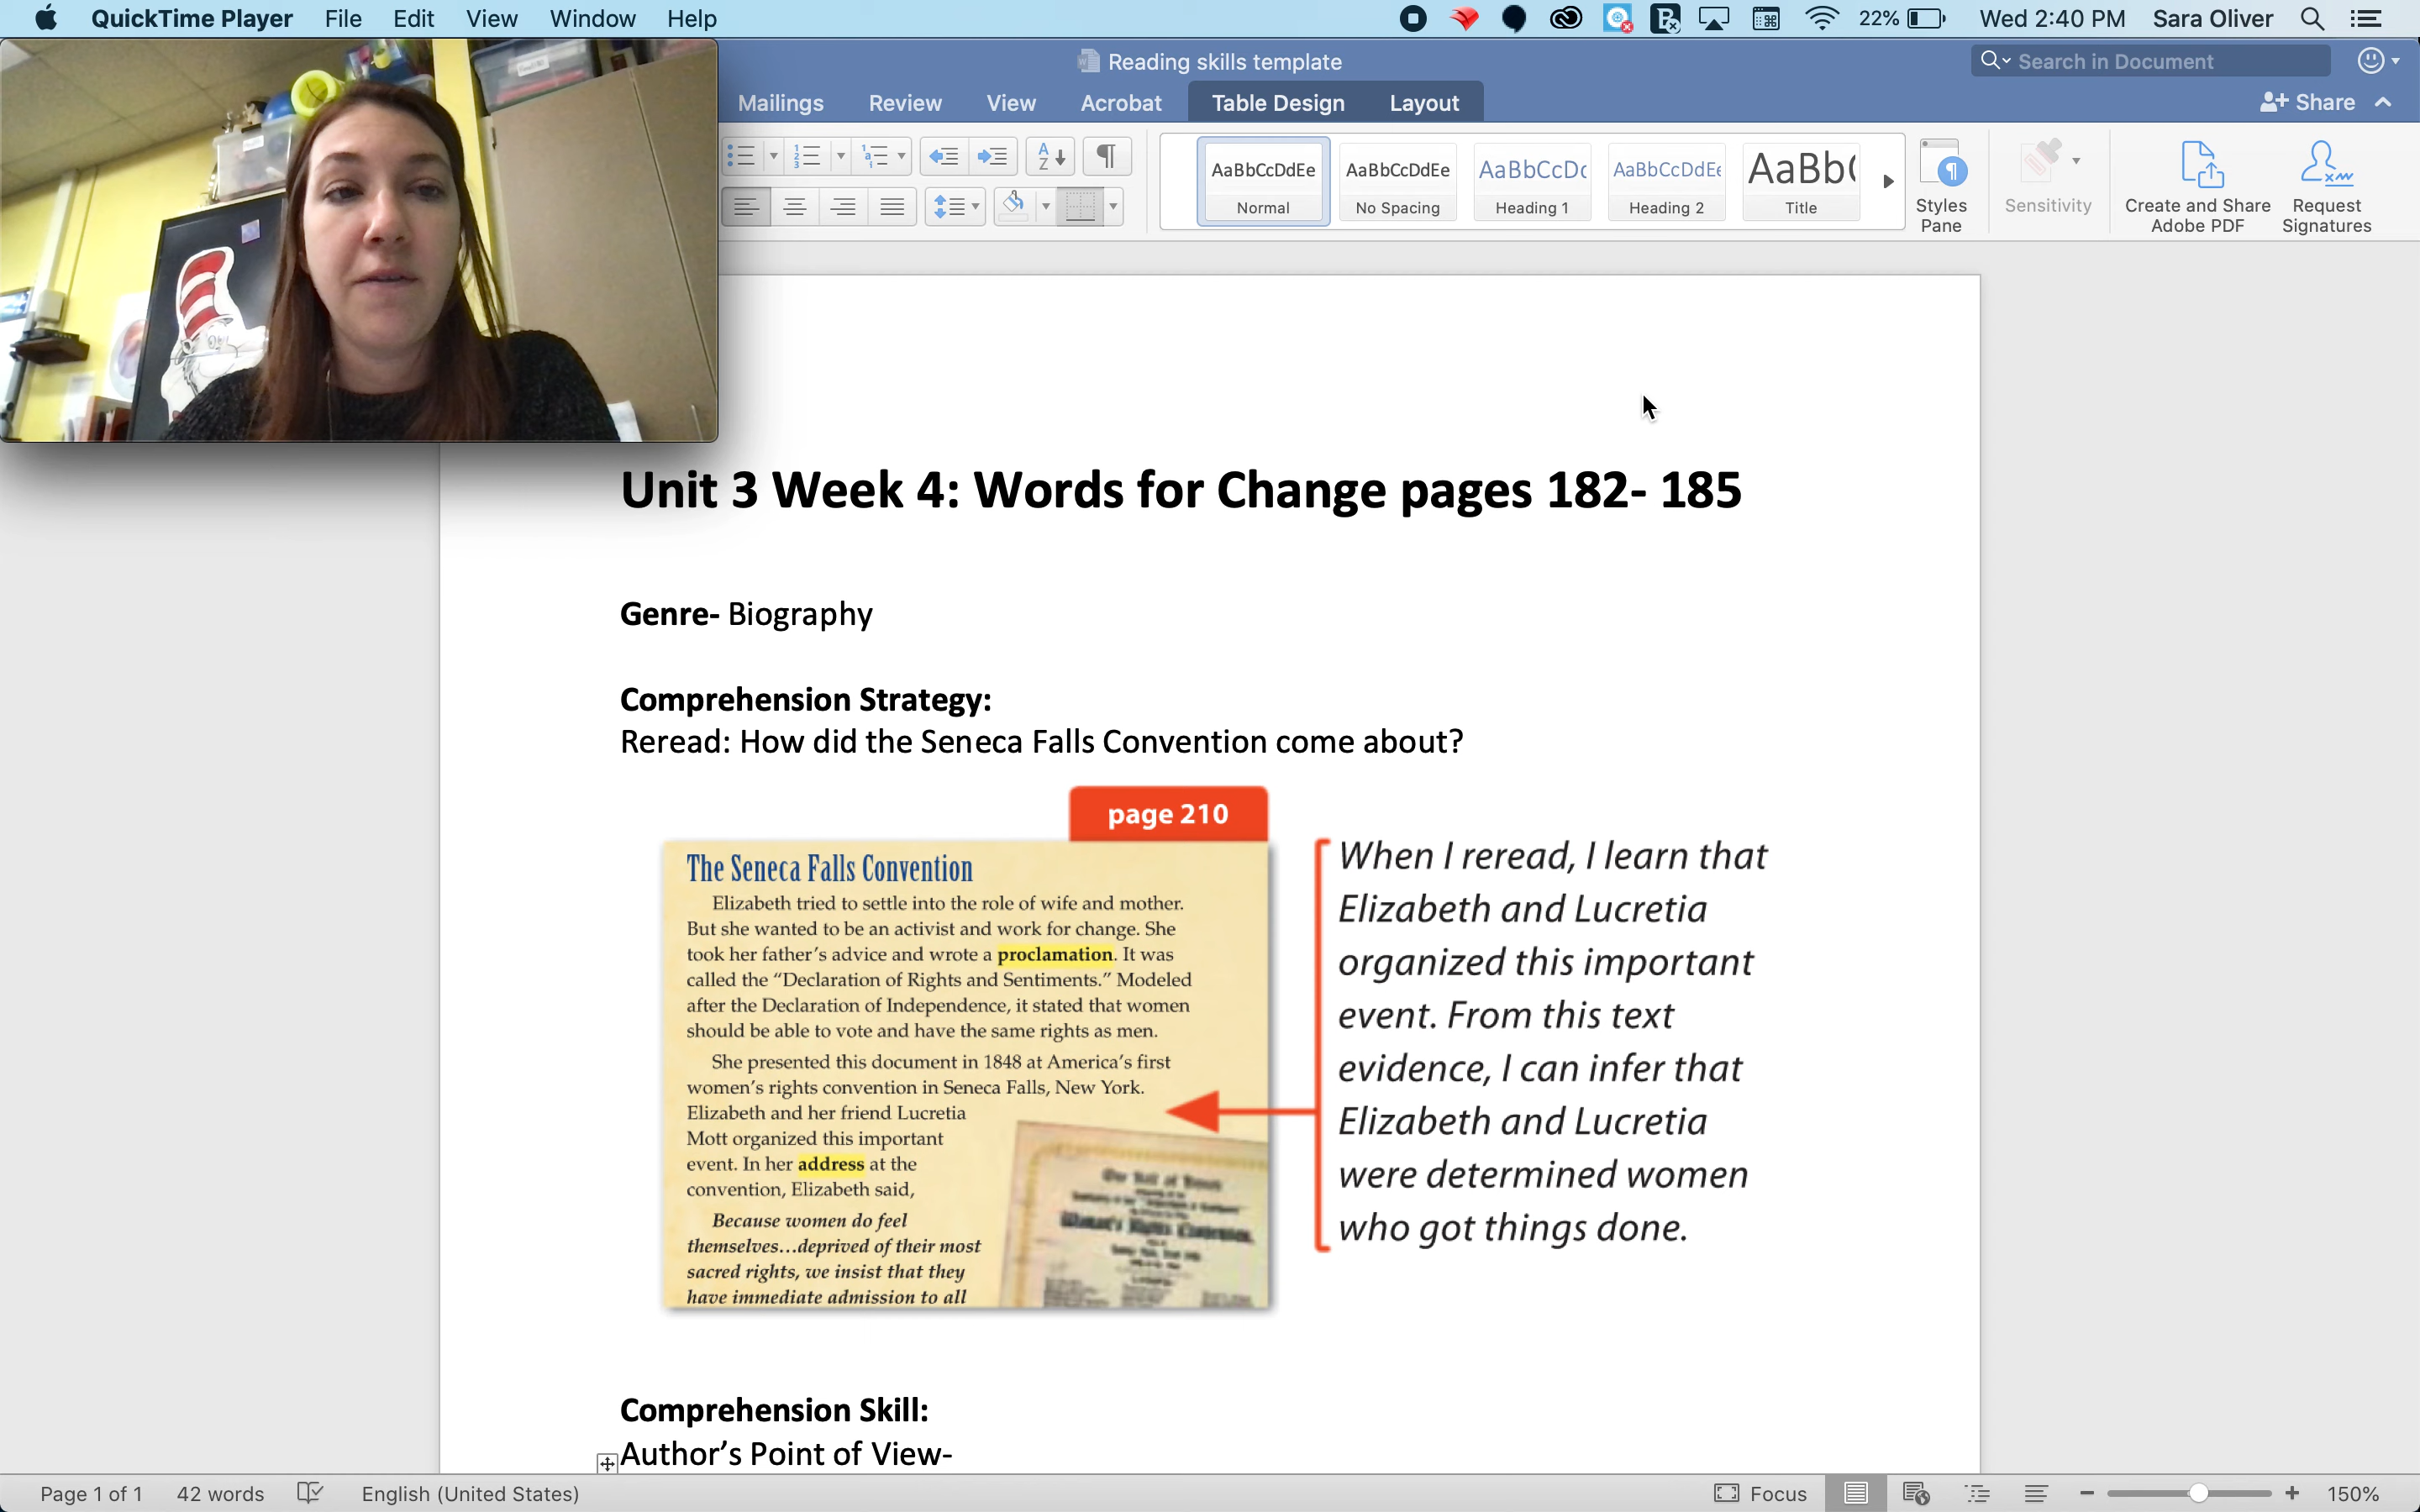 QuickTime Player File Edit View Window Help 22% Wed 2:40 PM Sara Oliver
Reading skills template Search in Document
Mailings Review View Acrobat Table Design Layout Share
AaBbCcDdEe AaBbCcDdEe AaBbCcDc AaBbCcDdEe AaBb(
Normal No Spacing Heading 1 Heading 2 Title
Styles Pane
Sensitivity
Create and Share Adobe PDF
Request Signatures
Unit 3 Week 4: Words for Change pages 182- 185
Genre- Biography
Comprehension Strategy:
Reread: How did the Seneca Falls Convention come about?
page 210
The Seneca Falls Convention
Elizabeth tried to settle into the role of wife and mother.
But she wanted to be an activist and work for change. She
took her father's advice and wrote a proclamation. It was
called the "Declaration of Rights and Sentiments." Modeled
after the Declaration of Independence, it stated that women
should be able to vote and have the same rights as men.
She presented this document in 1848 at America's first
women's rights convention in Seneca Falls, New York.
Elizabeth and her friend Lucretia
Mott organized this important
event. In her address at the
convention, Elizabeth said,
Because women do feel
themselves...deprived of their most
sacred rights, we insist that they
have immediate admission to all
When I reread, I learn that
Elizabeth and Lucretia
organized this important
event. From this text
evidence, I can infer that
Elizabeth and Lucretia
were determined women
who got things done.
Comprehension Skill:
Author's Point of View-
Page 1 of 1 42 words English (United States) Focus 150%